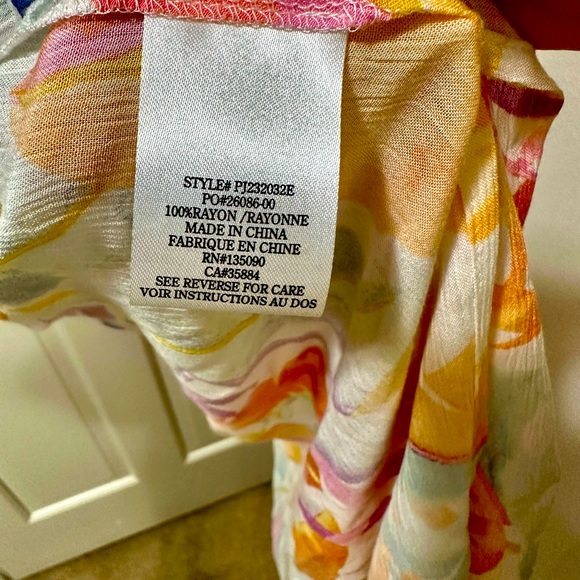 STYLE# PJ232032E
PO#26086-00
100%RAYON /RAYONNE
MADE IN CHINA
FABRIQUE EN CHINE
RN#135090
CA#35884
SEE REVERSE FOR CARE
VOIR INSTRUCTIONS AU DOS